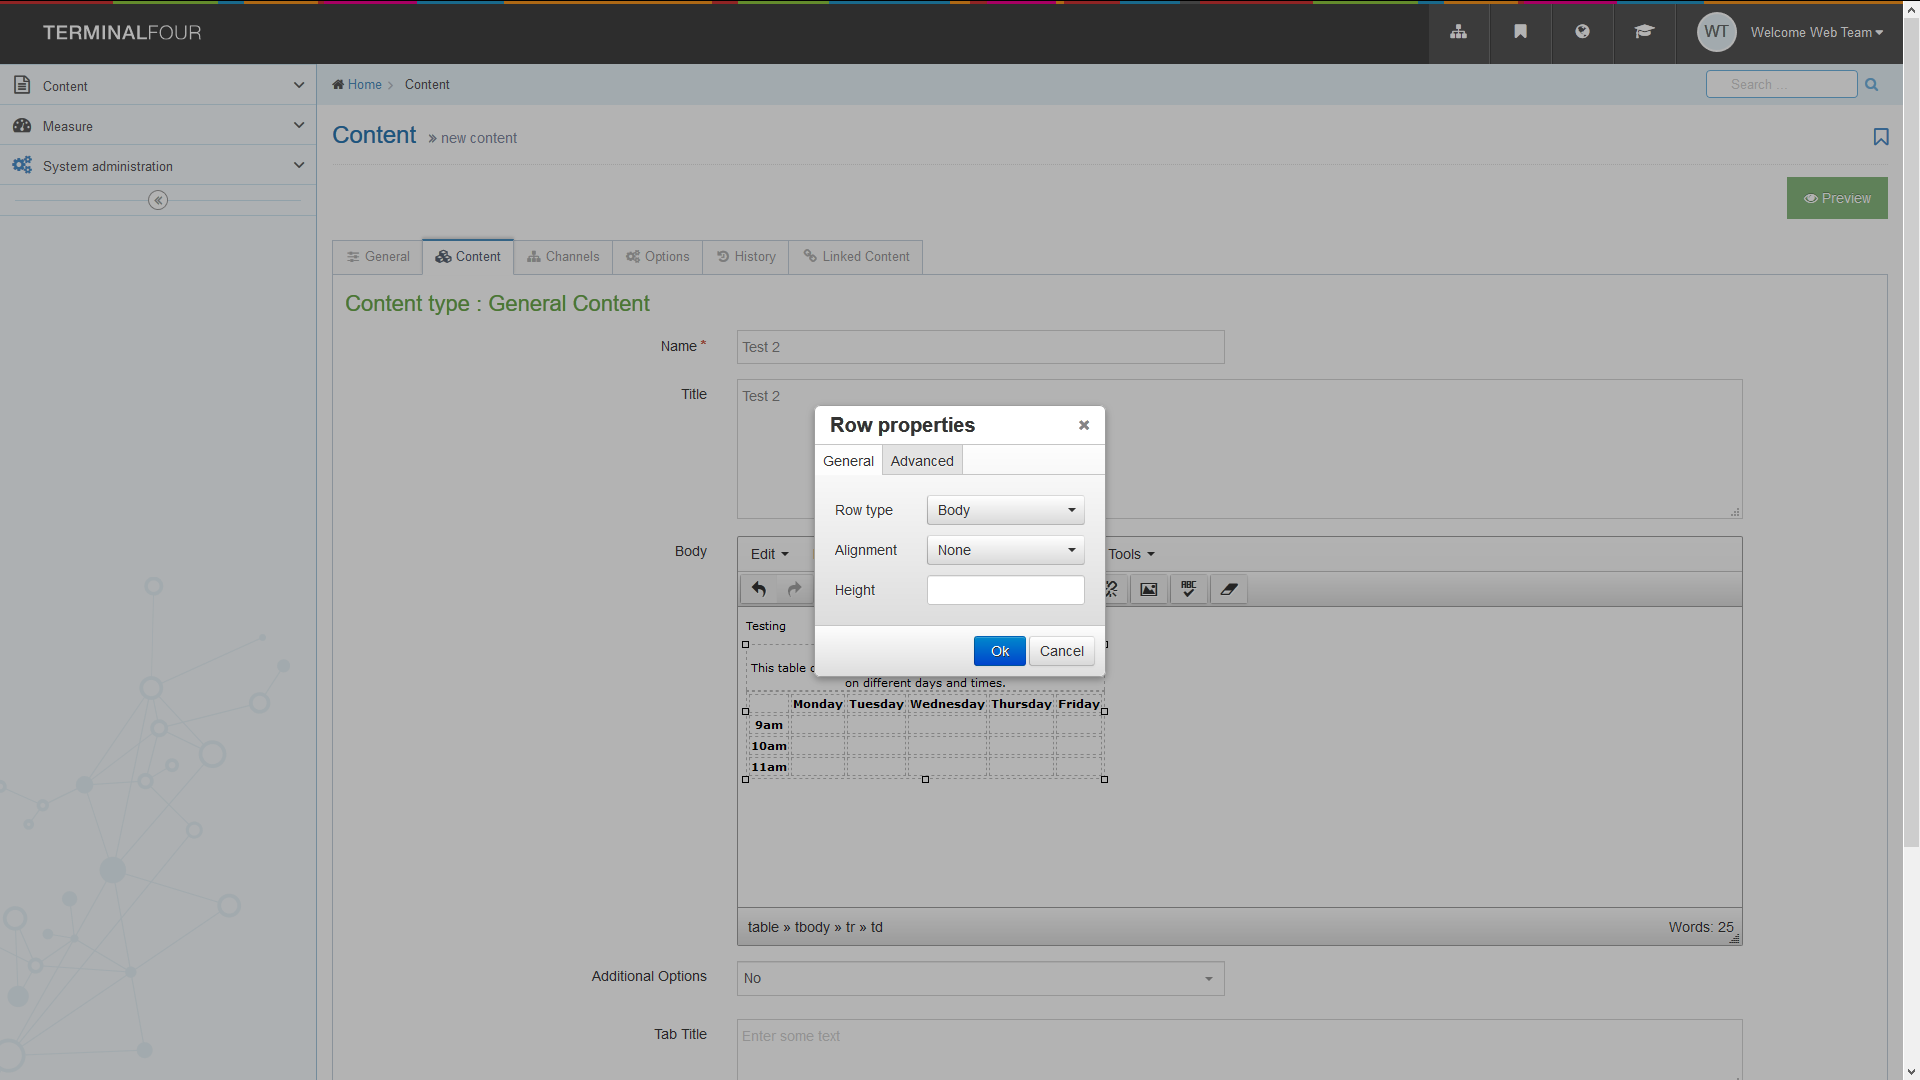 TERMINALFOUR
WT
Welcome Web Team
Content
Measure
System administration
Home
Content
Search ...
Content
» new content
Preview
General
Content
Channels
Options
History
Linked Content
Content type : General Content
Name *
Test 2
Title
Test 2
Row properties
×
General
Advanced
Row type
Body
Alignment
None
Height
Ok
Cancel
Body
Edit
Tools
ABC
Testing
This table
on different days and times.
Monday Tuesday Wednesday Thursday Friday
9am
10am
11am
table » tbody » tr » td
Words: 25
Additional Options
No
Tab Title
Enter some text